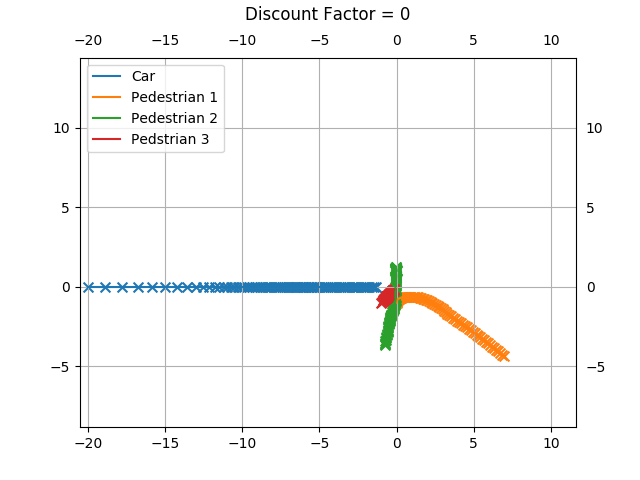 Discount Factor = 0
−20 −15 −10 −5 0 5 10
Car
Pedestrian 1
Pedestrian 2
Pedstrian 3
10 10
5 5
0 0
−5 −5
−20 −15 −10 −5 0 5 10